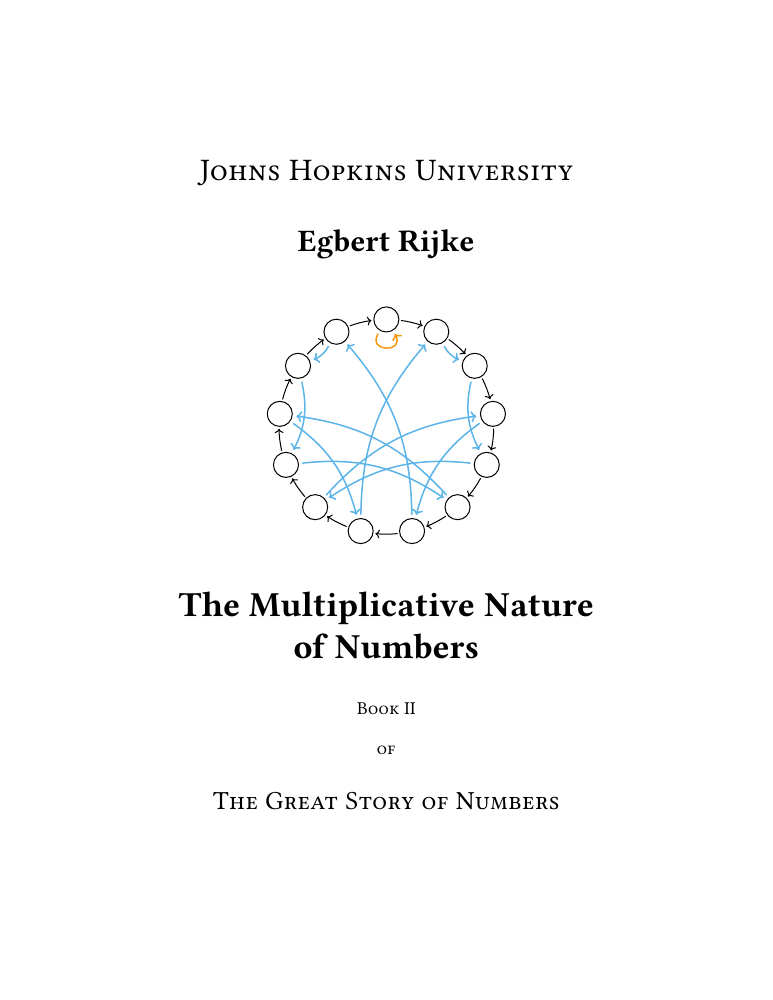 Johns Hopkins University
Egbert Rijke
The Multiplicative Nature
of Numbers
Book II
of
The Great Story of Numbers